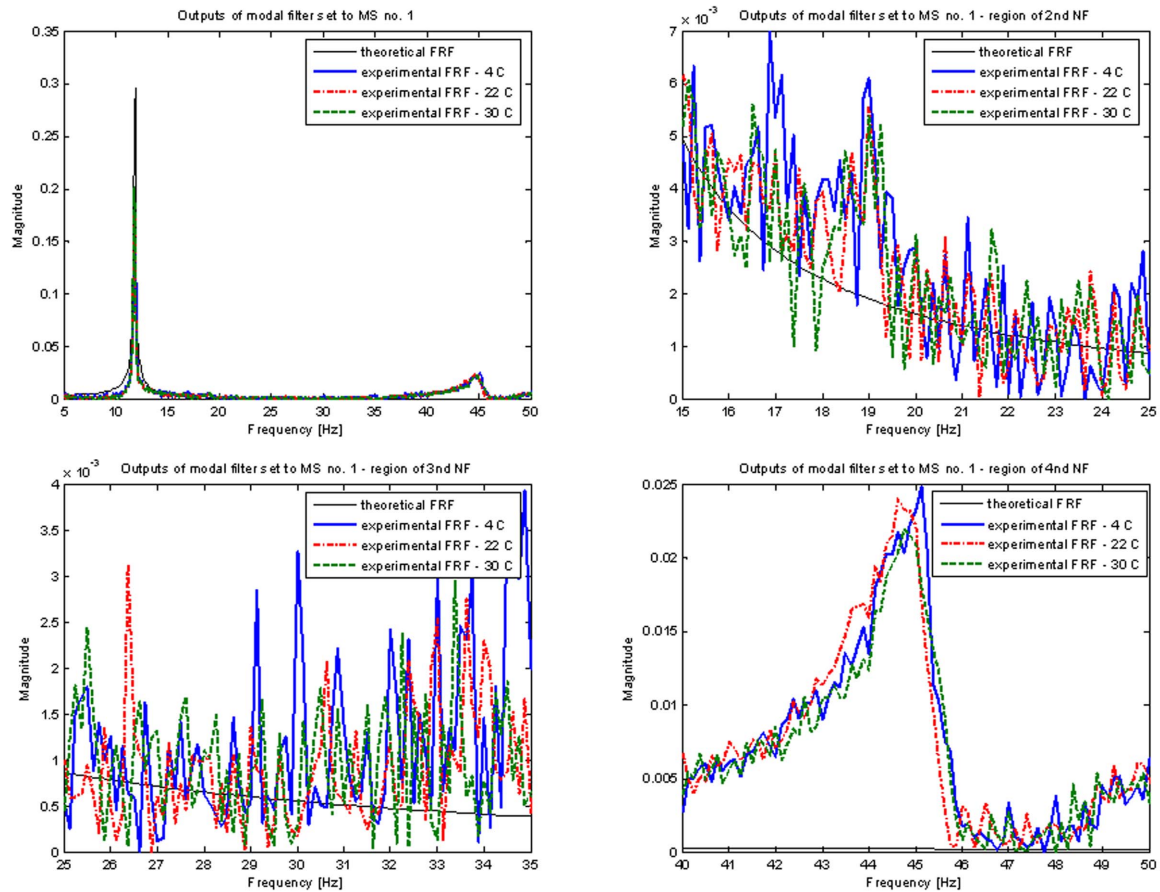 Outputs of modal filter set to MS no. 1
0.35
0.3
0.25
0.2
0.15
0.1
0.05
0
Magnitude
theoretical FRF
experimental FRF - 4 C
experimental FRF - 22 C
experimental FRF - 30 C
5 10 15 20 25 30 35 40 45 50
Frequency [Hz]
Outputs of modal filter set to MS no. 1 - region of 2nd NF
× 10⁻³
7
6
5
4
3
2
1
0
Magnitude
theoretical FRF
experimental FRF - 4 C
experimental FRF - 22 C
experimental FRF - 30 C
15 16 17 18 19 20 21 22 23 24 25
Frequency [Hz]
Outputs of modal filter set to MS no. 1 - region of 3nd NF
× 10⁻³
4
3.5
3
2.5
2
1.5
1
0.5
0
Magnitude
theoretical FRF
experimental FRF - 4 C
experimental FRF - 22 C
experimental FRF - 30 C
25 26 27 28 29 30 31 32 33 34 35
Frequency [Hz]
Outputs of modal filter set to MS no. 1 - region of 4nd NF
0.025
0.02
0.015
0.01
0.005
0
Magnitude
theoretical FRF
experimental FRF - 4 C
experimental FRF - 22 C
experimental FRF - 30 C
40 41 42 43 44 45 46 47 48 49 50
Frequency [Hz]